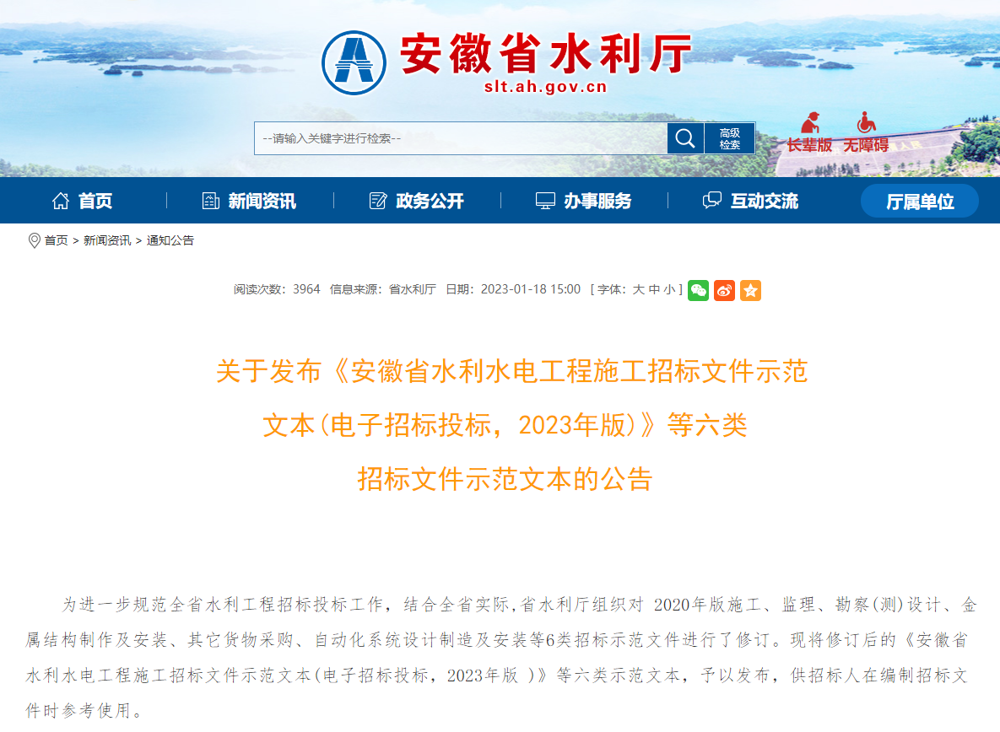 安徽省水利厅
slt.ah.gov.cn
--请输入关键字进行检索--
高级
检索
长辈版 无障碍
首页 新闻资讯 政务公开 办事服务 互动交流 厅属单位
首页 > 新闻资讯 > 通知公告
阅读次数：3964 信息来源：省水利厅 日期：2023-01-18 15:00 [ 字体：大 中 小 ]
关于发布《安徽省水利水电工程施工招标文件示范
文本(电子招标投标，2023年版)》等六类
招标文件示范文本的公告
为进一步规范全省水利工程招标投标工作，结合全省实际,省水利厅组织对 2020年版施工、监理、勘察(测)设计、金
属结构制作及安装、其它货物采购、自动化系统设计制造及安装等6类招标示范文件进行了修订。现将修订后的《安徽省
水利水电工程施工招标文件示范文本(电子招标投标，2023年版 )》等六类示范文本，予以发布，供招标人在编制招标文
件时参考使用。